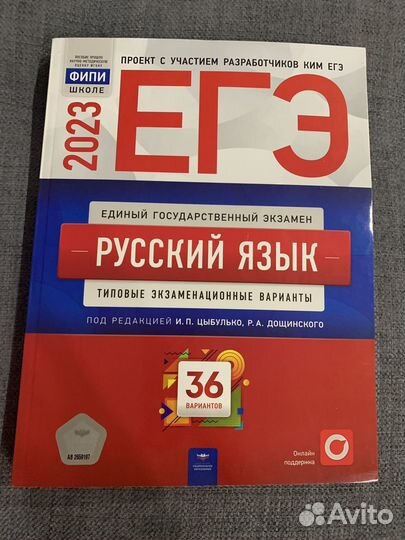 ПРОЕКТ С УЧАСТИЕМ РАЗРАБОТЧИКОВ КИМ ЕГЭ
ФИПИ
ШКОЛЕ
2023
ЕГЭ
ЕДИНЫЙ ГОСУДАРСТВЕННЫЙ ЭКЗАМЕН
РУССКИЙ ЯЗЫК
ТИПОВЫЕ ЭКЗАМЕНАЦИОННЫЕ ВАРИАНТЫ
ПОД РЕДАКЦИЕЙ И.П. ЦЫБУЛЬКО, Р.А. ДОЩИНСКОГО
36
ВАРИАНТОВ
Онлайн
поддержка
Avito